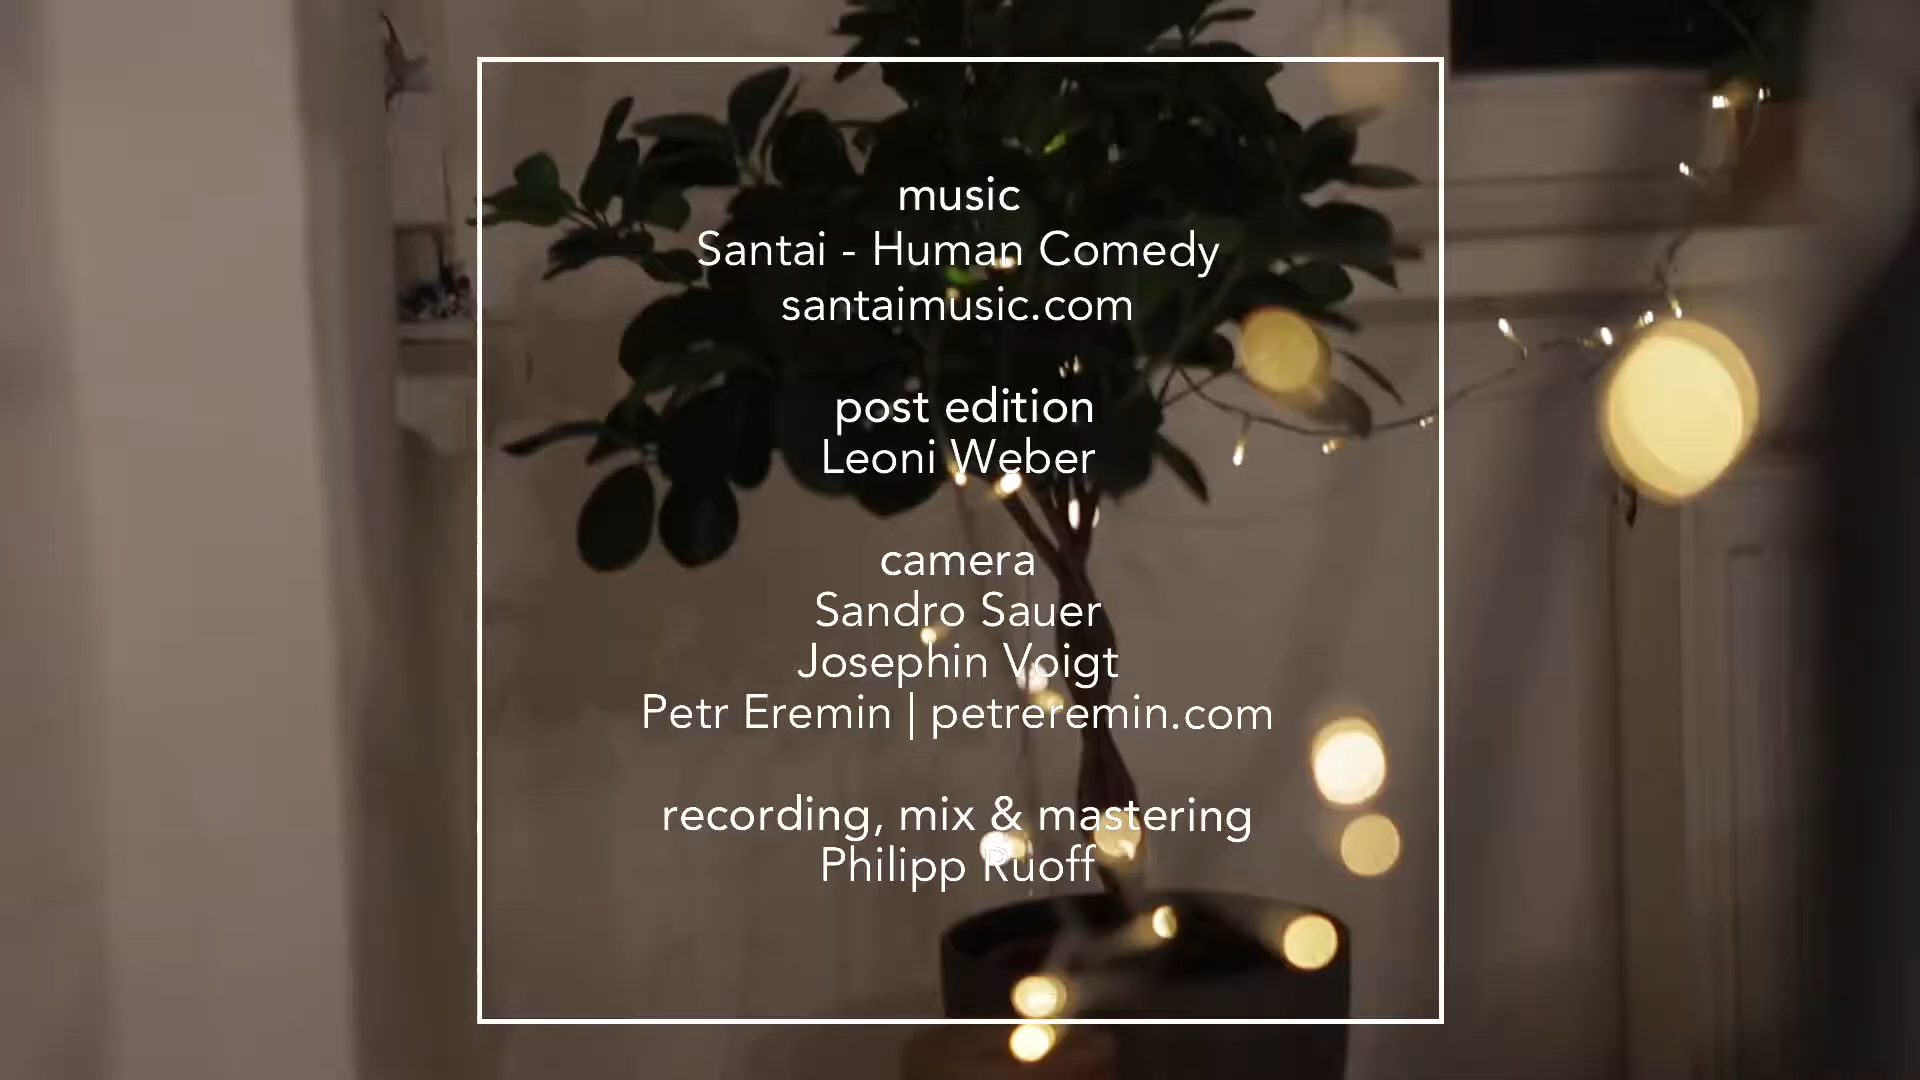 music
Santai - Human Comedy
santaimusic.com
post edition
Leoni Weber
camera
Sandro Sauer
Josephin Voigt
Petr Eremin | petreremin.com
recording, mix & mastering
Philipp Ruoff